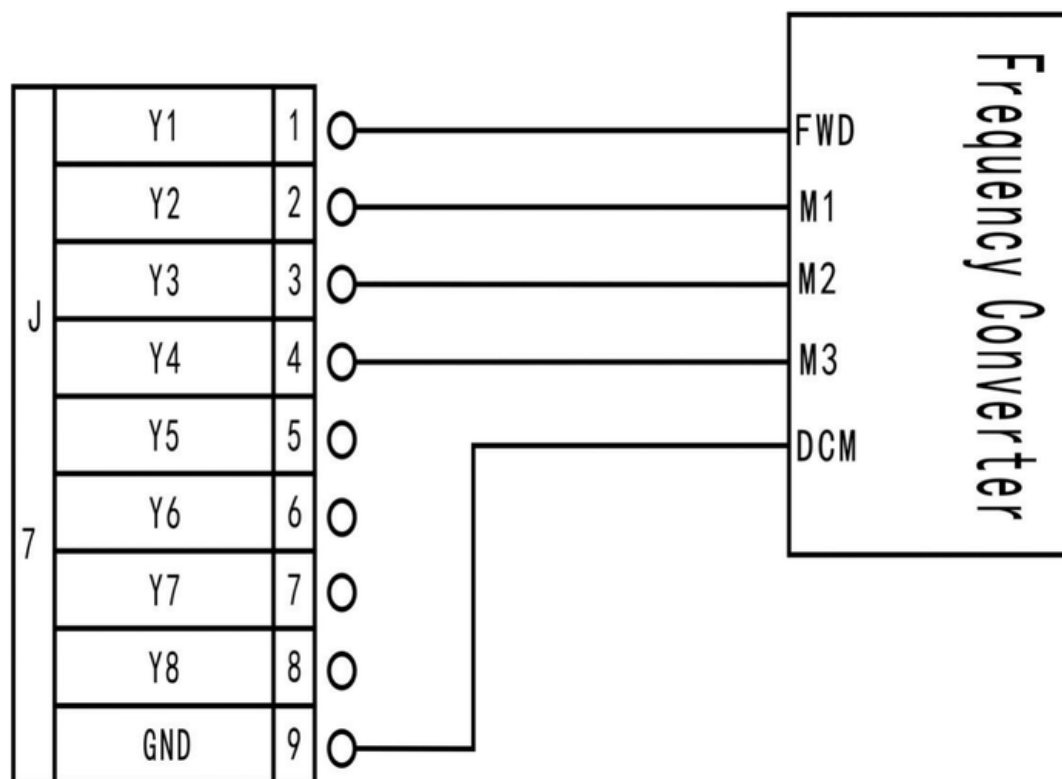 J7
Y1 1
Y2 2
Y3 3
Y4 4
Y5 5
Y6 6
Y7 7
Y8 8
GND 9
FWD
M1
M2
M3
DCM
Frequency Converter